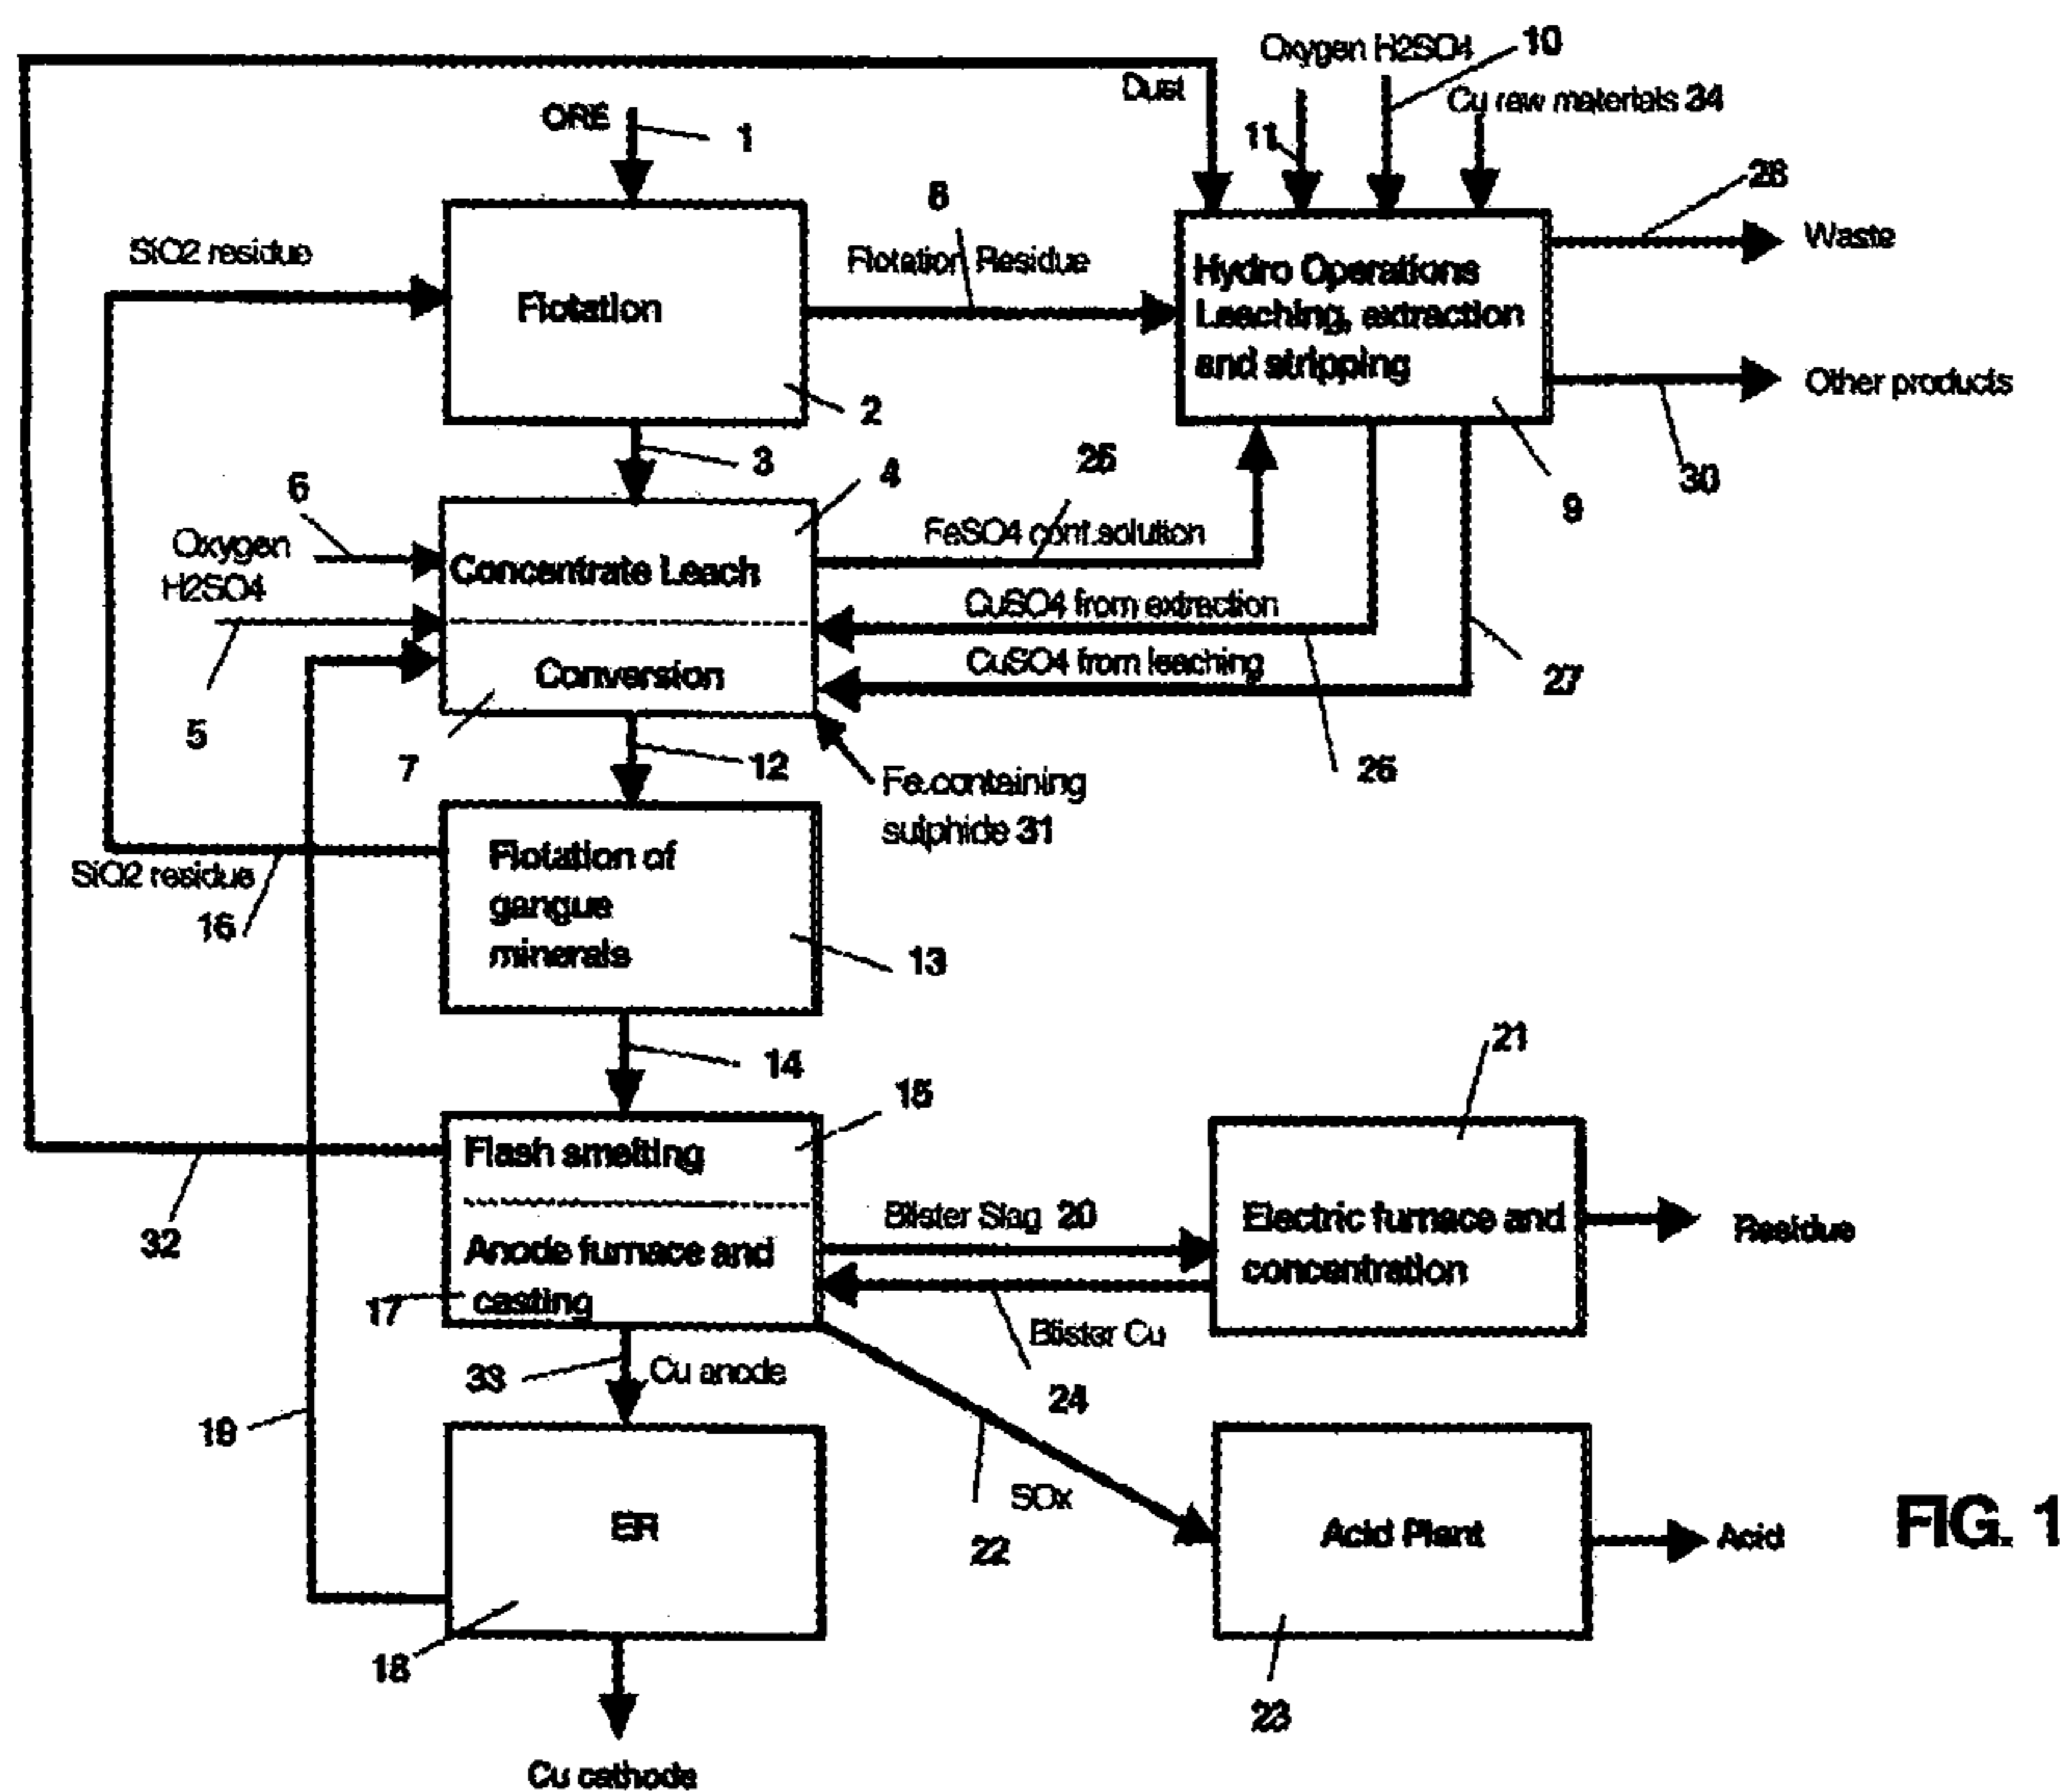 Oxygen H2SO4 10
Dust
Cu raw materials 34
ORE
1
11
8
SiO2 residue
Flotation Residue
Waste
Flotation
Hydro Operations
Leaching, extraction
and stripping
Other products
2
3
4
25
30
9
6
FeSO4 cont.solution
Oxygen
H2SO4
Concentrate Leach
CuSO4 from extraction
Conversion
CuSO4 from leaching
27
5
7
12
26
Fe.containing
sulphide 31
Flotation of
gangue
minerals
SiO2 residue
16
13
21
14
15
Flash smelting
Blister Slag 20
Electric furnace and
concentration
Residue
32
Anode furnace and
casting
17
Blister Cu
33
Cu anode
24
19
SOx
22
ER
Acid Plant
Acid
FIG. 1
18
23
Cu cathode